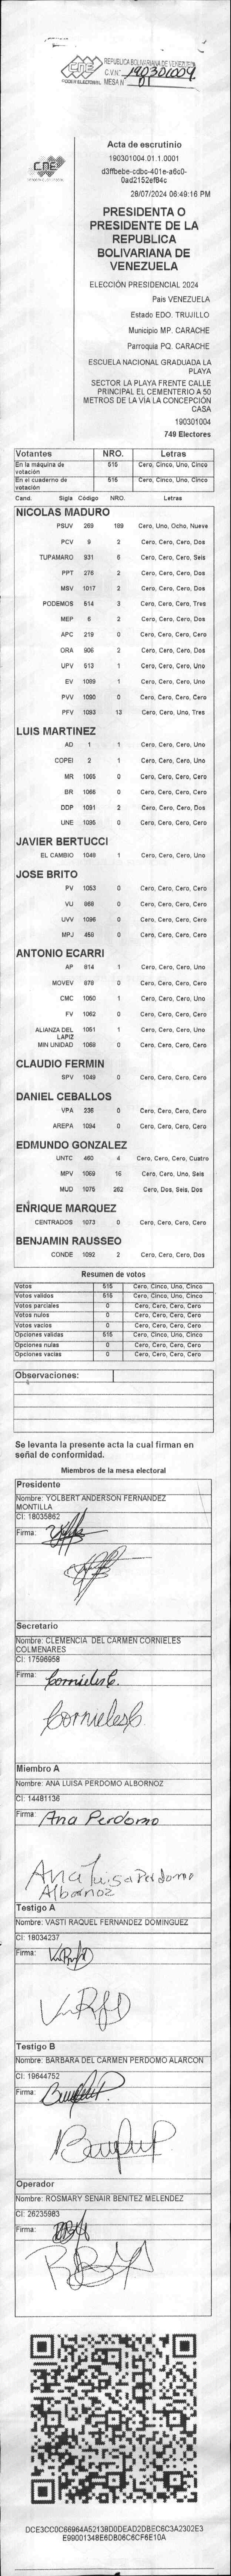 CNE
PODER ELECTORAL
REPUBLICA BOLIVARIANA DE VENEZUELA
C.V.Nº 190301004
MESA Nº 01
CNE
Acta de escrutinio
190301004.01.1.0001
d3ffbebe-cdbc-401e-a6c0-
0ad2152ef84c
28/07/2024 06:49:16 PM
PRESIDENTA O
PRESIDENTE DE LA
REPUBLICA
BOLIVARIANA DE
VENEZUELA
ELECCIÓN PRESIDENCIAL 2024
Pais VENEZUELA
Estado EDO. TRUJILLO
Municipio MP. CARACHE
Parroquia PQ. CARACHE
ESCUELA NACIONAL GRADUADA LA
PLAYA
SECTOR LA PLAYA FRENTE CALLE
PRINCIPAL EL CEMENTERIO A 50
METROS DE LA VIA LA CONCEPCIÓN
CASA
190301004
749 Electores
Votantes NRO. Letras
En la máquina de votación 515 Cero, Cinco, Uno, Cinco
En el cuaderno de votación 515 Cero, Cinco, Uno, Cinco
Cand. Sigla Código NRO. Letras
NICOLAS MADURO
PSUV 269 189 Cero, Uno, Ocho, Nueve
PCV 9 2 Cero, Cero, Cero, Dos
TUPAMARO 931 6 Cero, Cero, Cero, Seis
PPT 276 2 Cero, Cero, Cero, Dos
MSV 1017 2 Cero, Cero, Cero, Dos
PODEMOS 514 3 Cero, Cero, Cero, Tres
MEP 6 2 Cero, Cero, Cero, Dos
APC 219 0 Cero, Cero, Cero, Cero
ORA 906 2 Cero, Cero, Cero, Dos
UPV 513 1 Cero, Cero, Cero, Uno
EV 1089 1 Cero, Cero, Cero, Uno
PVV 1090 0 Cero, Cero, Cero, Cero
PFV 1093 13 Cero, Cero, Uno, Tres
LUIS MARTINEZ
AD 1 1 Cero, Cero, Cero, Uno
COPEI 2 1 Cero, Cero, Cero, Uno
MR 1065 0 Cero, Cero, Cero, Cero
BR 1066 0 Cero, Cero, Cero, Cero
DDP 1091 2 Cero, Cero, Cero, Dos
UNE 1095 0 Cero, Cero, Cero, Cero
JAVIER BERTUCCI
EL CAMBIO 1048 1 Cero, Cero, Cero, Uno
JOSE BRITO
PV 1053 0 Cero, Cero, Cero, Cero
VU 868 0 Cero, Cero, Cero, Cero
UVV 1096 0 Cero, Cero, Cero, Cero
MPJ 459 0 Cero, Cero, Cero, Cero
ANTONIO ECARRI
AP 814 1 Cero, Cero, Cero, Uno
MOVEV 878 0 Cero, Cero, Cero, Cero
CMC 1050 1 Cero, Cero, Cero, Uno
FV 1062 0 Cero, Cero, Cero, Cero
ALIANZA DEL LAPIZ 1051 1 Cero, Cero, Cero, Uno
MIN UNIDAD 1068 0 Cero, Cero, Cero, Cero
CLAUDIO FERMIN
SPV 1049 0 Cero, Cero, Cero, Cero
DANIEL CEBALLOS
VPA 236 0 Cero, Cero, Cero, Cero
AREPA 1094 0 Cero, Cero, Cero, Cero
EDMUNDO GONZALEZ
UNTC 460 4 Cero, Cero, Cero, Cuatro
MPV 1069 16 Cero, Cero, Uno, Seis
MUD 1075 262 Cero, Dos, Seis, Dos
ENRIQUE MARQUEZ
CENTRADOS 1073 0 Cero, Cero, Cero, Cero
BENJAMIN RAUSSEO
CONDE 1092 2 Cero, Cero, Cero, Dos
Resumen de votos
Votos 515 Cero, Cinco, Uno, Cinco
Votos validos 515 Cero, Cinco, Uno, Cinco
Votos parciales 0 Cero, Cero, Cero, Cero
Votos nulos 0 Cero, Cero, Cero, Cero
Votos vacios 0 Cero, Cero, Cero, Cero
Opciones validas 515 Cero, Cinco, Uno, Cinco
Opciones nulas 0 Cero, Cero, Cero, Cero
Opciones vacias 0 Cero, Cero, Cero, Cero
Observaciones:
Se levanta la presente acta la cual firman en
señal de conformidad.
Miembros de la mesa electoral
Presidente
Nombre: YOLBERT ANDERSON FERNANDEZ
MONTILLA
CI: 18035862
Firma:
Secretario
Nombre: CLEMENCIA DEL CARMEN CORNIELES
COLMENARES
CI: 17596958
Firma: Cornieles C.
Cornieles C.
Miembro A
Nombre: ANA LUISA PERDOMO ALBORNOZ
CI: 14481136
Firma: Ana Perdomo
Ana Luisa Perdomo
Albornoz
Testigo A
Nombre: VASTI RAQUEL FERNANDEZ DOMINGUEZ
CI: 18034237
Firma:
Testigo B
Nombre: BARBARA DEL CARMEN PERDOMO ALARCON
CI: 19644752
Firma:
Operador
Nombre: ROSMARY SENAIR BENITEZ MELENDEZ
CI: 26235983
Firma:
DCE3CC0C66964A52138D0DEAD2DBEC6C3A2302E3
E99001348E6DB06C6CF6E10A